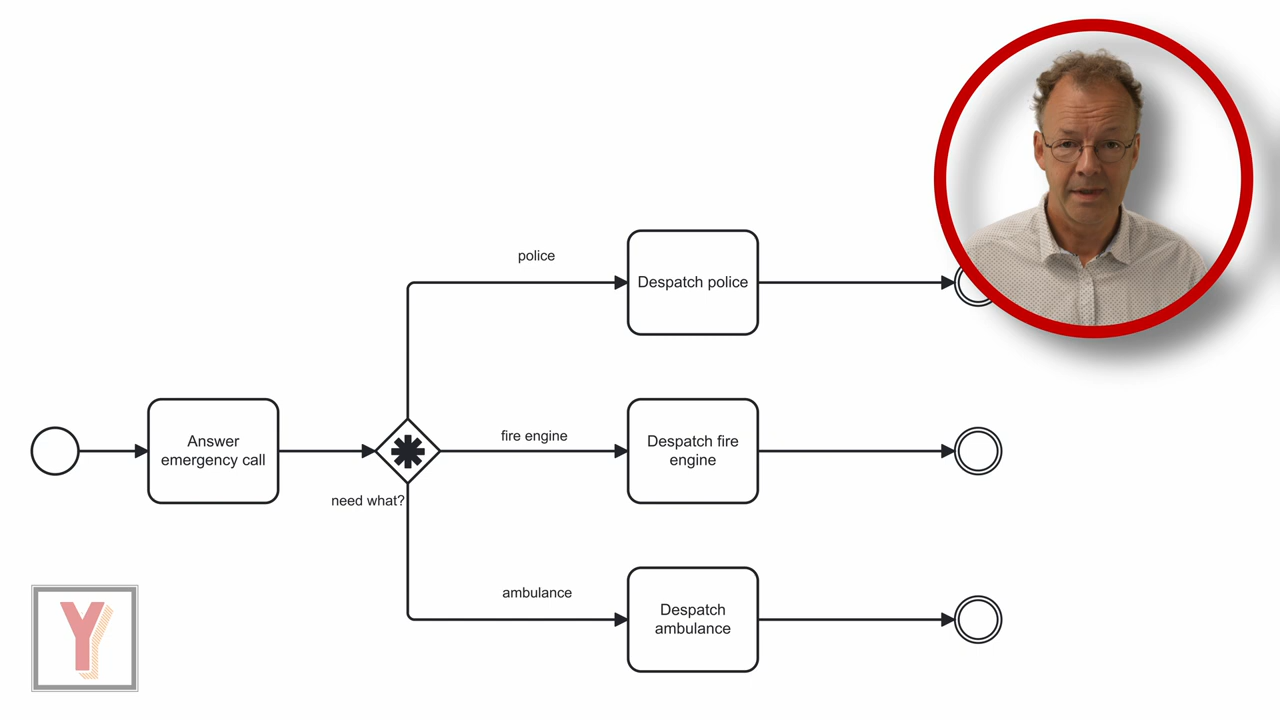 police
Despatch police
Answer
emergency call
fire engine
Despatch fire
engine
need what?
ambulance
Despatch
ambulance
Y